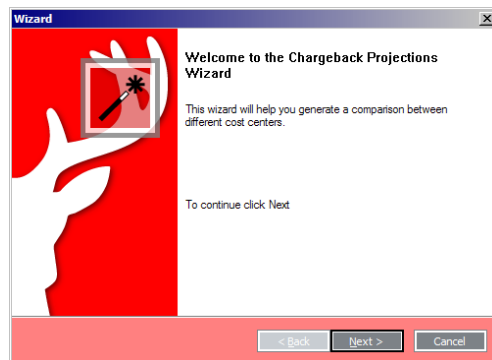 Wizard
Welcome to the Chargeback Projections
Wizard
This wizard will help you generate a comparison between
different cost centers.
To continue click Next
< Back Next > Cancel